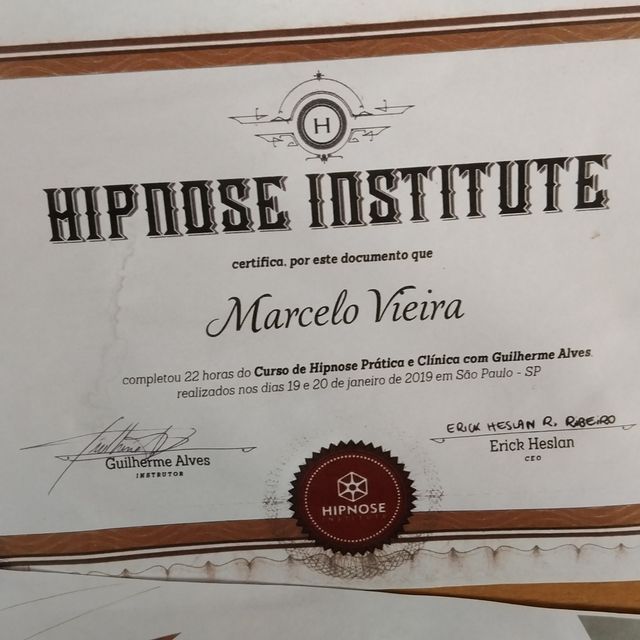 H
HIPNOSE INSTITUTE
certifica, por este documento que
Marcelo Vieira
completou 22 horas do Curso de Hipnose Prática e Clínica com Guilherme Alves,
realizados nos dias 19 e 20 de janeiro de 2019 em São Paulo - SP
Guilherme Alves
INSTRUTOR
ERICK HESLAN R. RIBEIRO
Erick Heslan
CEO
HIPNOSE
INSTITUTE